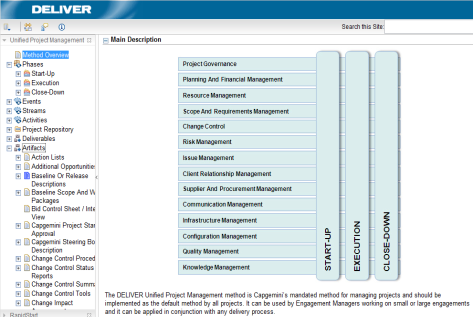 DELIVER
Search this Site:
Unified Project Management
Method Overview
Phases
Start-Up
Execution
Close-Down
Events
Streams
Activities
Project Repository
Deliverables
Artifacts
Action Lists
Additional Opportunities
Baseline Or Release
Descriptions
Baseline Scope And W
Packages
Bid Control Sheet / Inte
View
Capgemini Project Star
Approval
Capgemini Steering Bo
Description
Change Control Proced
Change Control Status
Reports
Change Control Summa
Change Control Tools
Change Impact
RapidStart
Main Description
Project Governance
Planning And Financial Management
Resource Management
Scope And Requirements Management
Change Control
Risk Management
Issue Management
Client Relationship Management
Supplier And Procurement Management
Communication Management
Infrastructure Management
Configuration Management
Quality Management
Knowledge Management
START-UP
EXECUTION
CLOSE-DOWN
The DELIVER Unified Project Management method is Capgemini's mandated method for managing projects and should be
implemented as the default method by all projects. It can be used by Engagement Managers working on small or large engagements
and it can be applied in conjunction with any delivery process.